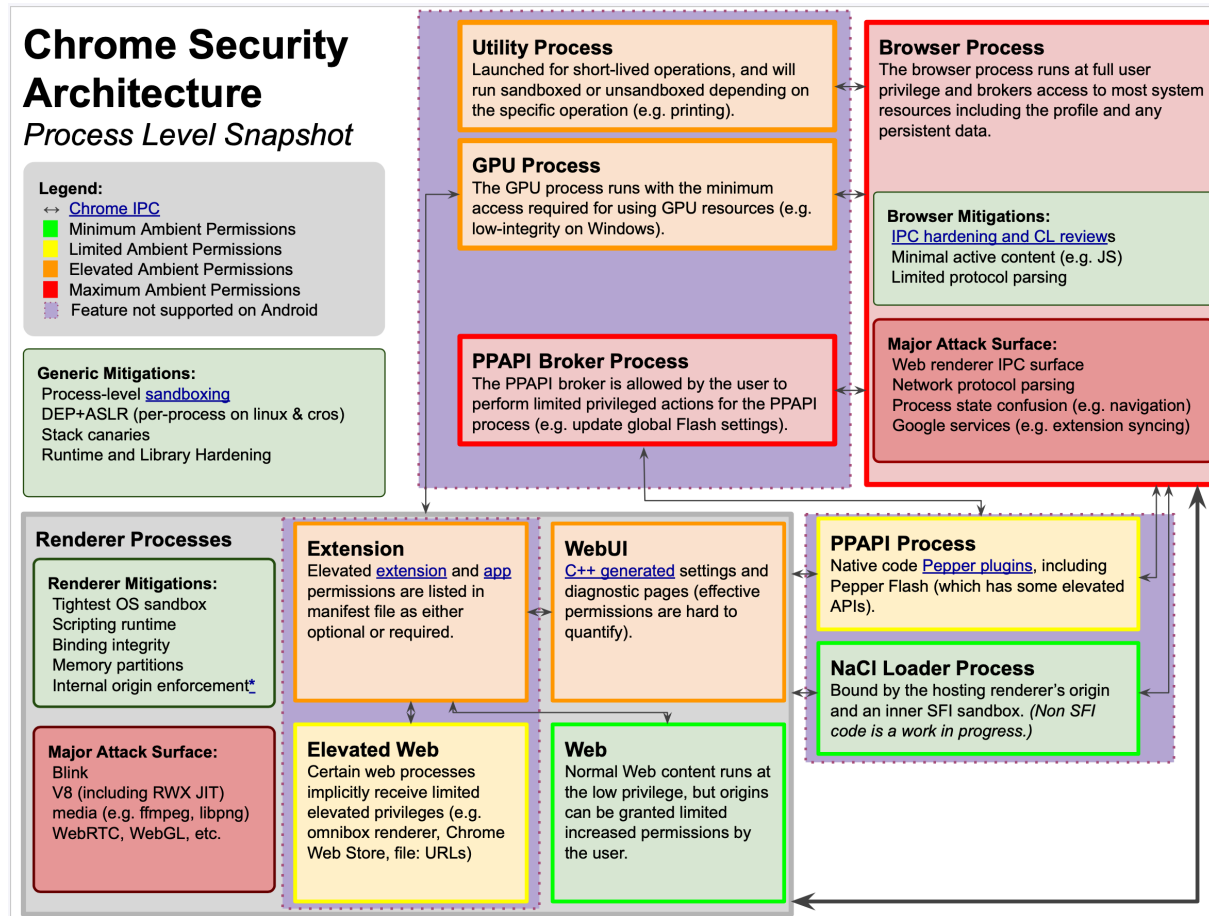 Chrome Security
Architecture
Process Level Snapshot
Legend:
↔ Chrome IPC
Minimum Ambient Permissions
Limited Ambient Permissions
Elevated Ambient Permissions
Maximum Ambient Permissions
Feature not supported on Android
Generic Mitigations:
Process-level sandboxing
DEP+ASLR (per-process on linux & cros)
Stack canaries
Runtime and Library Hardening
Utility Process
Launched for short-lived operations, and will
run sandboxed or unsandboxed depending
on the specific operation (e.g. printing).
GPU Process
The GPU process runs with the minimum
access required for using GPU resources (e.g.
low-integrity on Windows).
PPAPI Broker Process
The PPAPI broker is allowed by the user to
perform limited privileged actions for the PPAPI
process (e.g. update global Flash settings).
Browser Process
The browser process runs at full user
privilege and brokers access to most system
resources including the profile and any
persistent data.
Browser Mitigations:
IPC hardening and CL reviews
Minimal active content (e.g. JS)
Limited protocol parsing
Major Attack Surface:
Web renderer IPC surface
Network protocol parsing
Process state confusion (e.g. navigation)
Google services (e.g. extension syncing)
Renderer Processes
Renderer Mitigations:
Tightest OS sandbox
Scripting runtime
Binding integrity
Memory partitions
Internal origin enforcement*
Major Attack Surface:
Blink
V8 (including RWX JIT)
media (e.g. ffmpeg, libpng)
WebRTC, WebGL, etc.
Extension
Elevated extension and app
permissions are listed in
manifest file as either
optional or required.
WebUI
C++ generated settings and
diagnostic pages (effective
permissions are hard to
quantify).
Elevated Web
Certain web processes
implicitly receive limited
elevated privileges (e.g.
omnibox renderer, Chrome
Web Store, file: URLs)
Web
Normal Web content runs at
the low privilege, but origins
can be granted limited
increased permissions by
the user.
PPAPI Process
Native code Pepper plugins, including
Pepper Flash (which has some elevated
APIs).
NaCl Loader Process
Bound by the hosting renderer's origin
and an inner SFI sandbox. (Non SFI
code is a work in progress.)